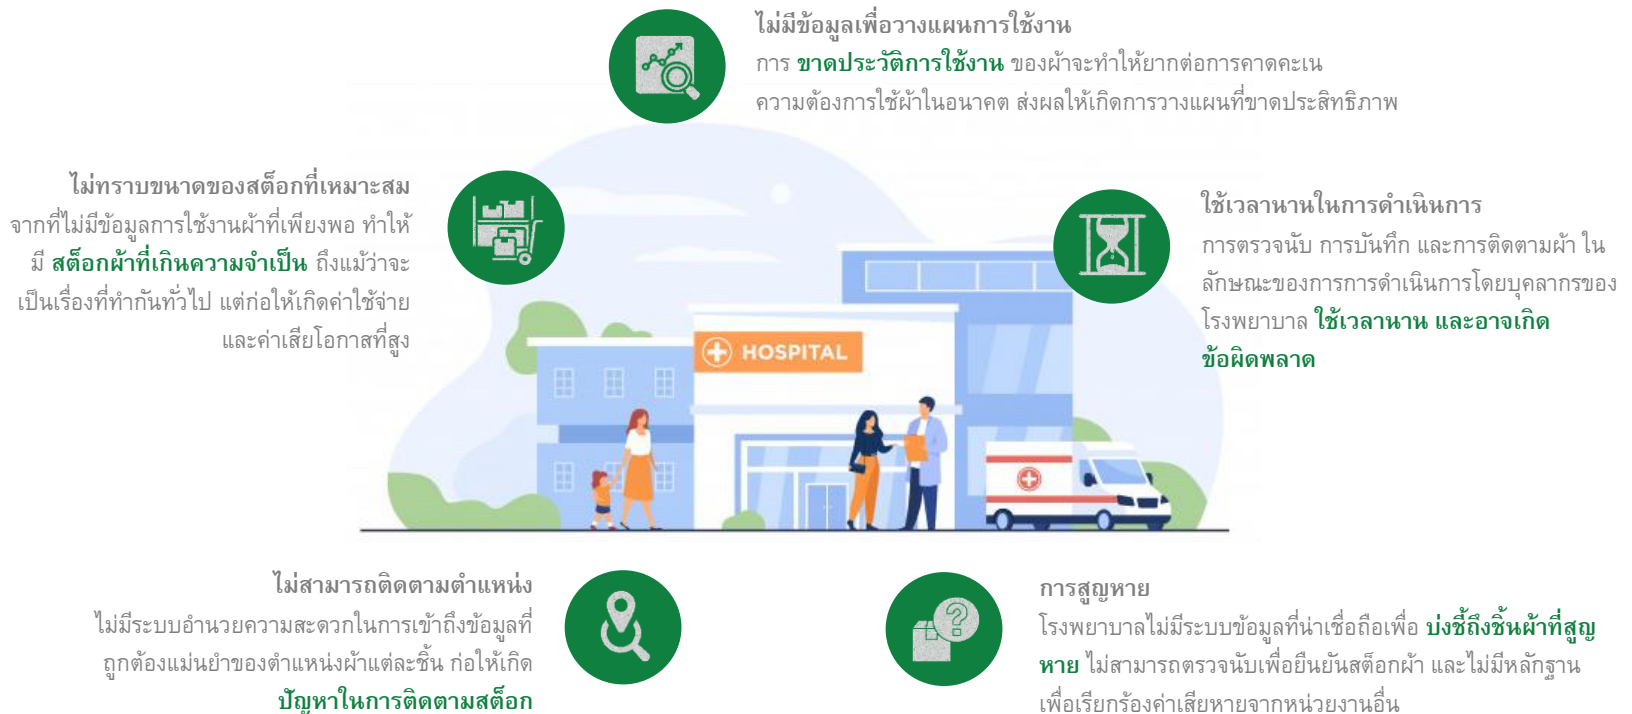 ไม่มีข้อมูลเพื่อวางแผนการใช้งาน
การ ขาดประวัติการใช้งาน ของผ้าจะทำให้ยากต่อการคาดคะเน
ความต้องการใช้ผ้าในอนาคต ส่งผลให้เกิดการวางแผนที่ขาดประสิทธิภาพ
ไม่ทราบขนาดของสต็อกที่เหมาะสม
จากที่ไม่มีข้อมูลการใช้งานผ้าที่เพียงพอ ทำให้
มี สต็อกผ้าที่เกินความจำเป็น ถึงแม้ว่าจะ
เป็นเรื่องที่ทำกันทั่วไป แต่ก่อให้เกิดค่าใช้จ่าย
และค่าเสียโอกาสที่สูง
ใช้เวลานานในการดำเนินการ
การตรวจนับ การบันทึก และการติดตามผ้า ใน
ลักษณะของการการดำเนินการโดยบุคลากรของ
โรงพยาบาล ใช้เวลานาน และอาจเกิด
ข้อผิดพลาด
HOSPITAL
ไม่สามารถติดตามตำแหน่ง
ไม่มีระบบอำนวยความสะดวกในการเข้าถึงข้อมูลที่
ถูกต้องแม่นยำของตำแหน่งผ้าแต่ละชิ้น ก่อให้เกิด
ปัญหาในการติดตามสต็อก
การสูญหาย
โรงพยาบาลไม่มีระบบข้อมูลที่น่าเชื่อถือเพื่อ บ่งชี้ถึงชิ้นผ้าที่สูญ
หาย ไม่สามารถตรวจนับเพื่อยืนยันสต็อกผ้า และไม่มีหลักฐาน
เพื่อเรียกร้องค่าเสียหายจากหน่วยงานอื่น